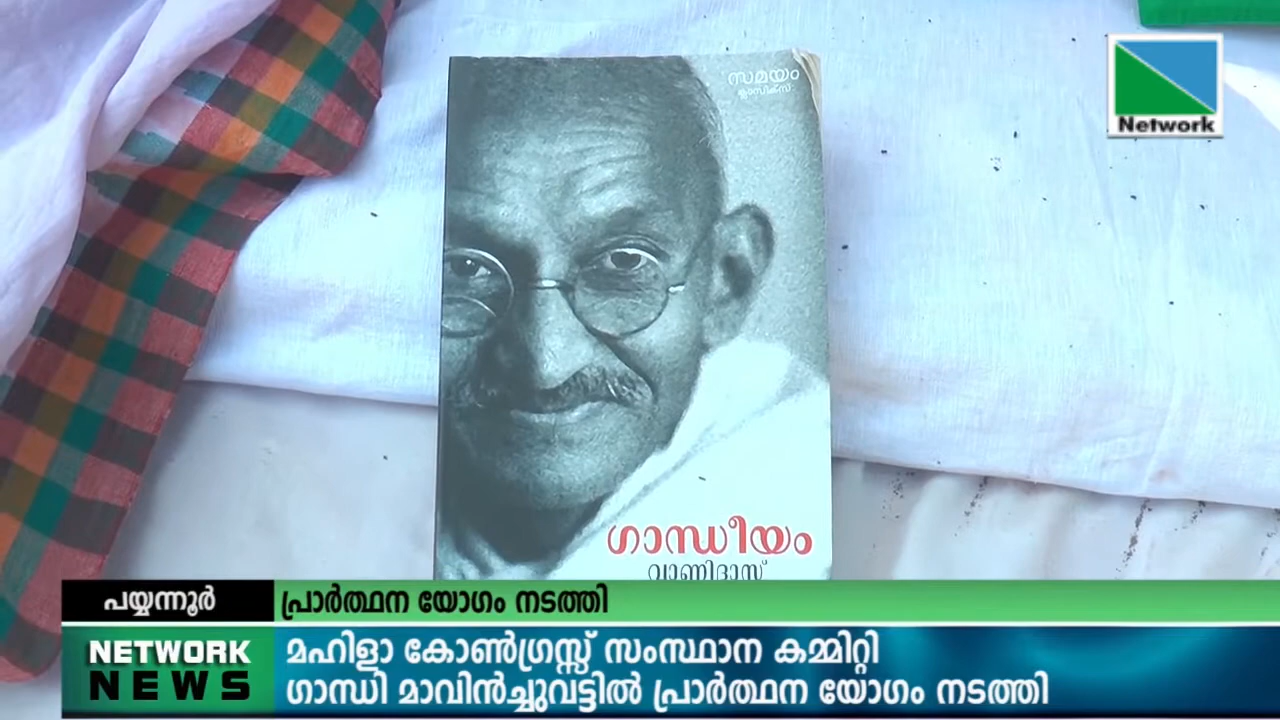 സമയം
ക്ലാസിക്സ്
Network
ഗാന്ധീയം
വാണിദാസ്
പയ്യന്നൂർ
പ്രാർത്ഥന യോഗം നടത്തി
NETWORK
NEWS
മഹിളാ കോൺഗ്രസ്സ് സംസ്ഥാന കമ്മിറ്റി
ഗാന്ധി മാവിൻച്ചുവട്ടിൽ പ്രാർത്ഥന യോഗം നടത്തി